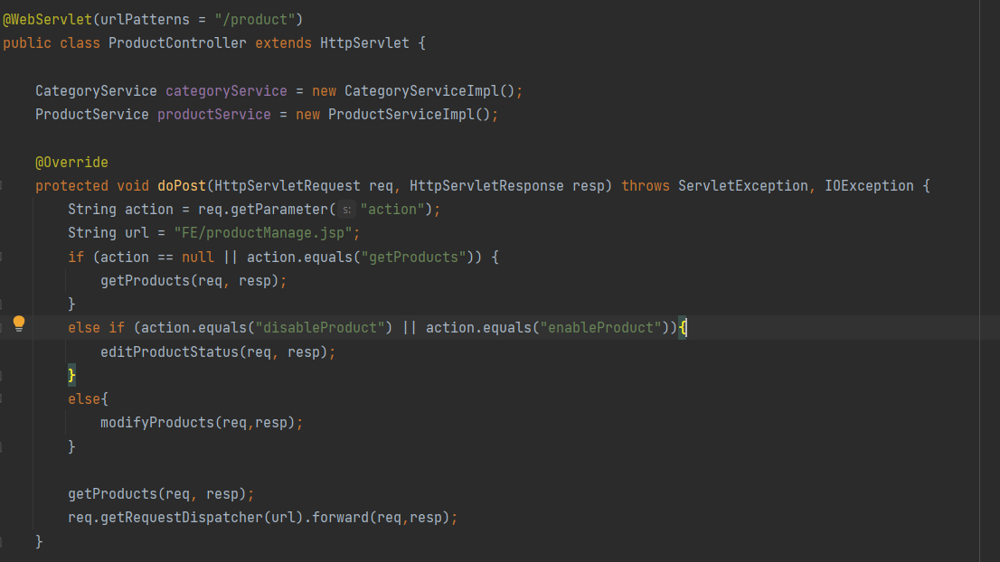 @WebServlet(urlPatterns = "/product")
public class ProductController extends HttpServlet {
CategoryService categoryService = new CategoryServiceImpl();
ProductService productService = new ProductServiceImpl();
@Override
protected void doPost(HttpServletRequest req, HttpServletResponse resp) throws ServletException, IOException {
String action = req.getParameter( s: "action");
String url = "FE/productManage.jsp";
if (action == null || action.equals("getProducts")) {
getProducts(req, resp);
}
else if (action.equals("disableProduct") || action.equals("enableProduct")){
editProductStatus(req, resp);
}
else{
modifyProducts(req,resp);
}
getProducts(req, resp);
req.getRequestDispatcher(url).forward(req,resp);
}